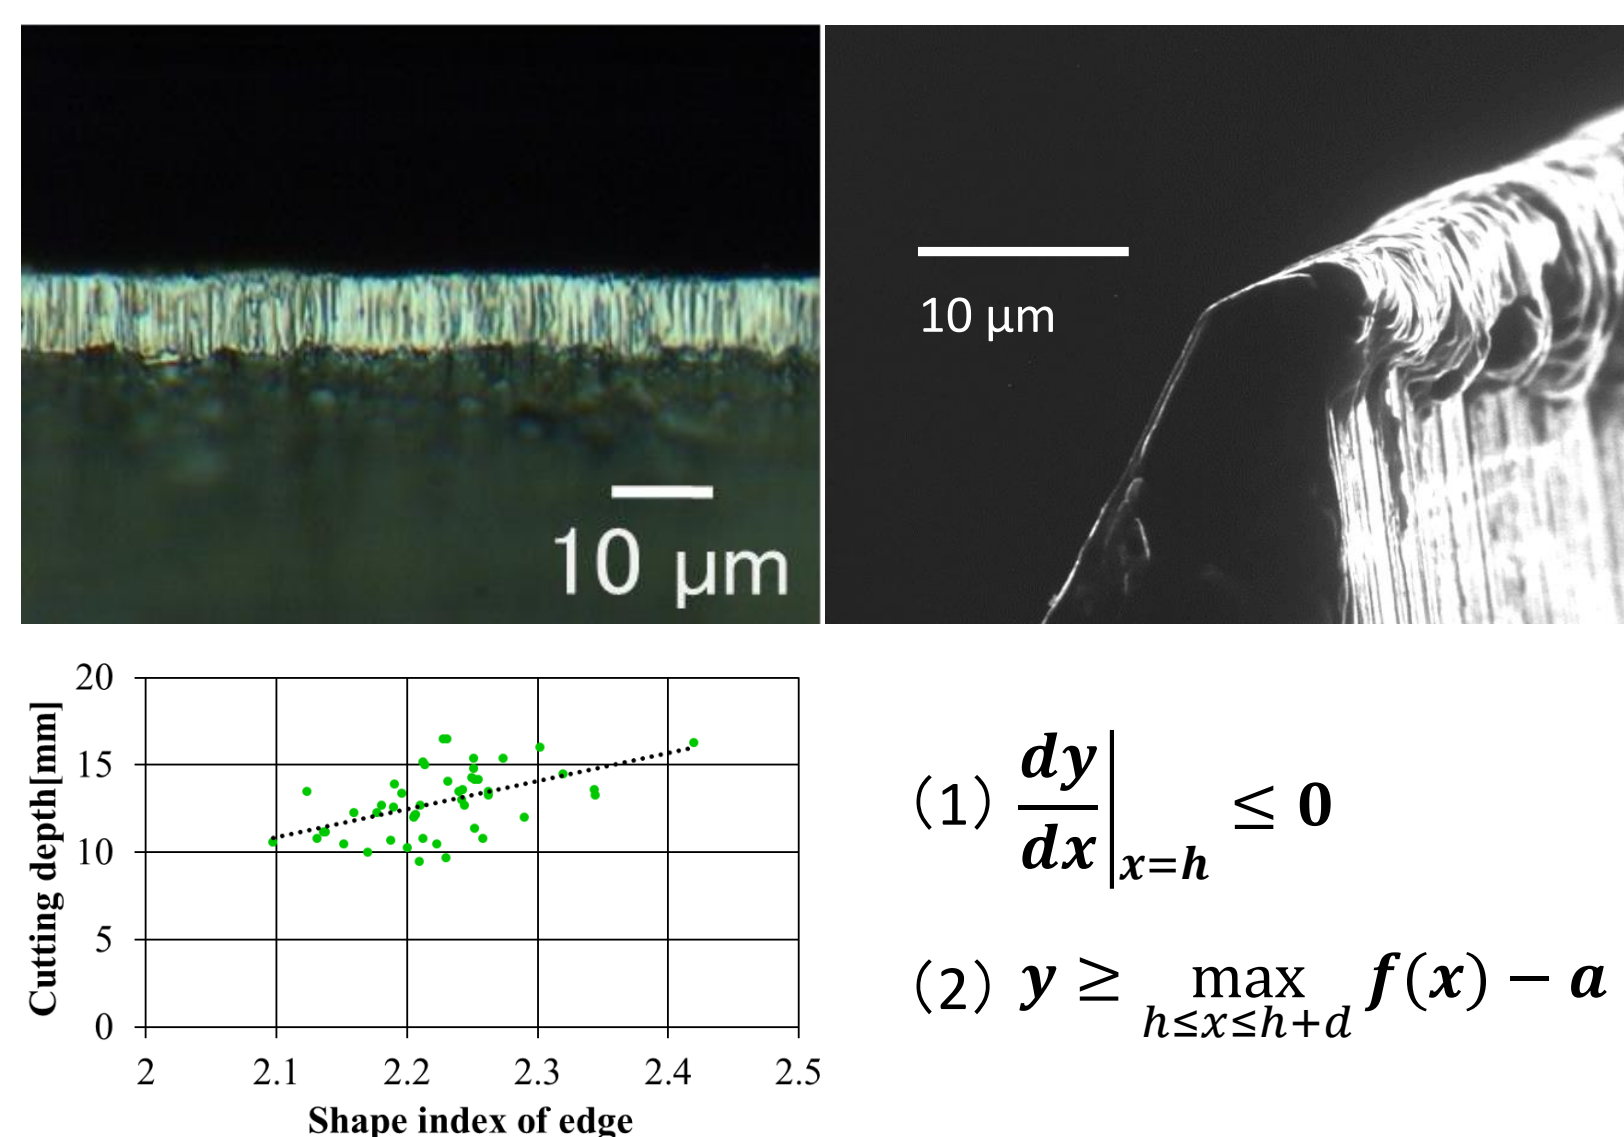 10 µm
10 µm
20
15
10
5
0
2
2.1
2.2
2.3
2.4
2.5
Cutting depth[mm]
Shape index of edge
(1) dy/dx|x=h ≤ 0
(2) y ≥ max h≤x≤h+d f(x) − a